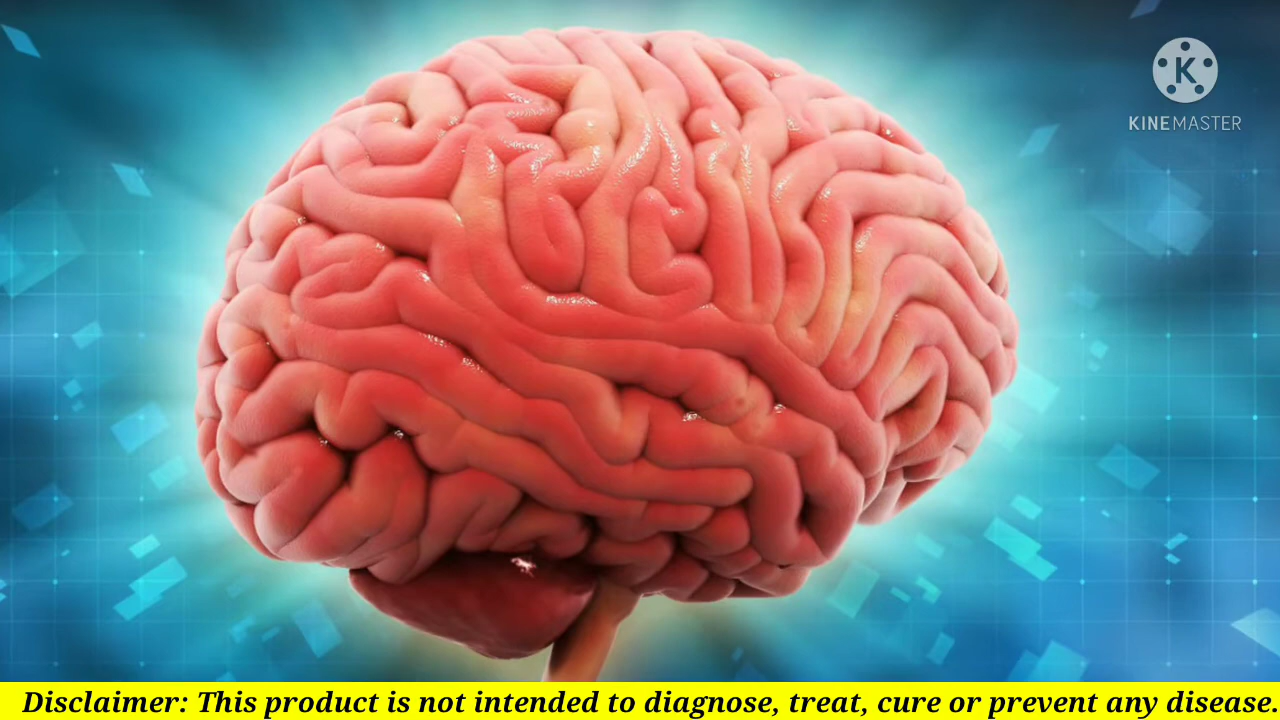 K
KINEMASTER
Disclaimer: This product is not intended to diagnose, treat, cure or prevent any disease.